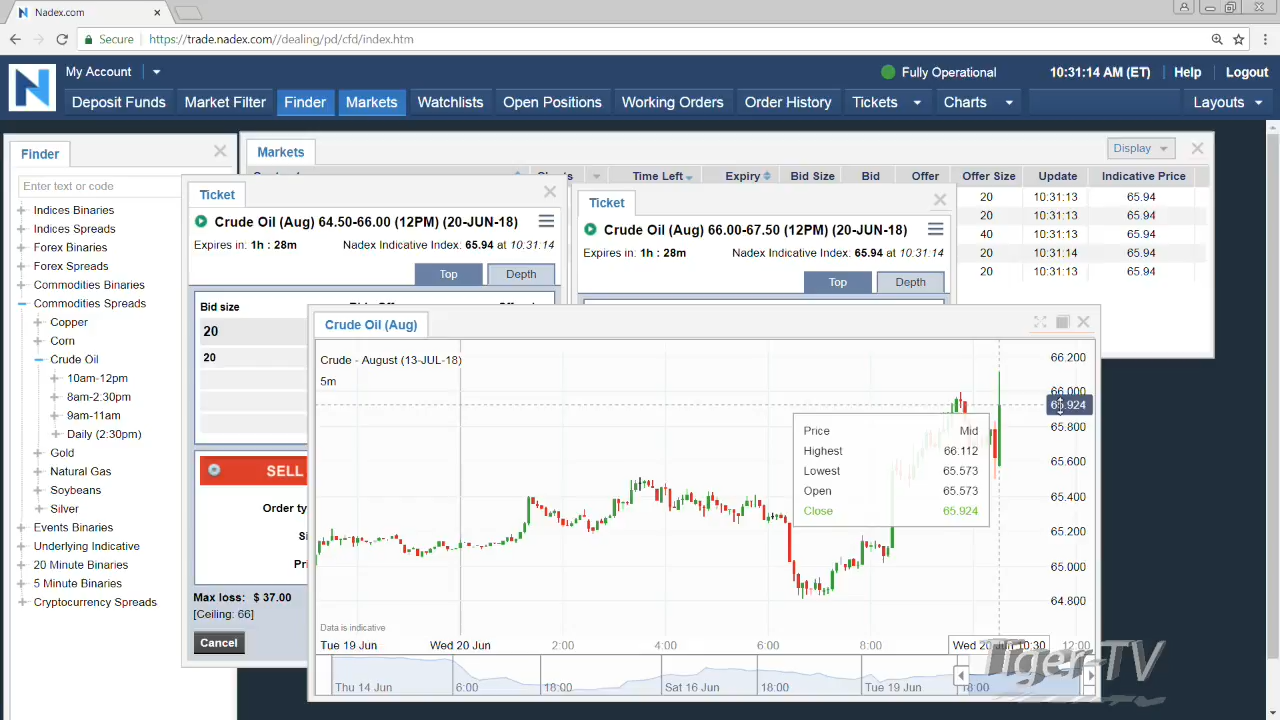 Nadex.com
Secure https://trade.nadex.com//dealing/pd/cfd/index.htm
My Account
Fully Operational 10:31:14 AM (ET) Help Logout
Deposit Funds Market Filter Finder Markets Watchlists Open Positions Working Orders Order History Tickets Charts Layouts
Finder
Enter text or code
Indices Binaries
Indices Spreads
Forex Binaries
Forex Spreads
Commodities Binaries
Commodities Spreads
Copper
Corn
Crude Oil
10am-12pm
8am-2:30pm
9am-11am
Daily (2:30pm)
Gold
Natural Gas
Soybeans
Silver
Events Binaries
Underlying Indicative
20 Minute Binaries
5 Minute Binaries
Cryptocurrency Spreads
Markets
Display
Time Left Expiry Bid Size Bid Offer Offer Size Update Indicative Price
20 10:31:13 65.94
20 10:31:13 65.94
40 10:31:13 65.94
20 10:31:14 65.94
20 10:31:13 65.94
Ticket
Crude Oil (Aug) 64.50-66.00 (12PM) (20-JUN-18)
Expires in: 1h : 28m Nadex Indicative Index: 65.94 at 10:31:14
Top Depth
Bid size
20
20
SELL
Max loss: $ 37.00
[Ceiling: 66]
Cancel
Ticket
Crude Oil (Aug) 66.00-67.50 (12PM) (20-JUN-18)
Expires in: 1h : 28m Nadex Indicative Index: 65.94 at 10:31:14
Top Depth
Crude Oil (Aug)
Crude - August (13-JUL-18)
5m
66.200
66.000
65.924
65.800
65.600
65.400
65.200
65.000
64.800
Price Mid
Highest 66.112
Lowest 65.573
Open 65.573
Close 65.924
Data is indicative
Tue 19 Jun Wed 20 Jun 2:00 4:00 6:00 8:00 Wed 20 Jun 10:30 12:00
Thu 14 Jun 6:00 18:00 Sat 16 Jun 18:00 Tue 19 Jun 18:00
Tiger-TV